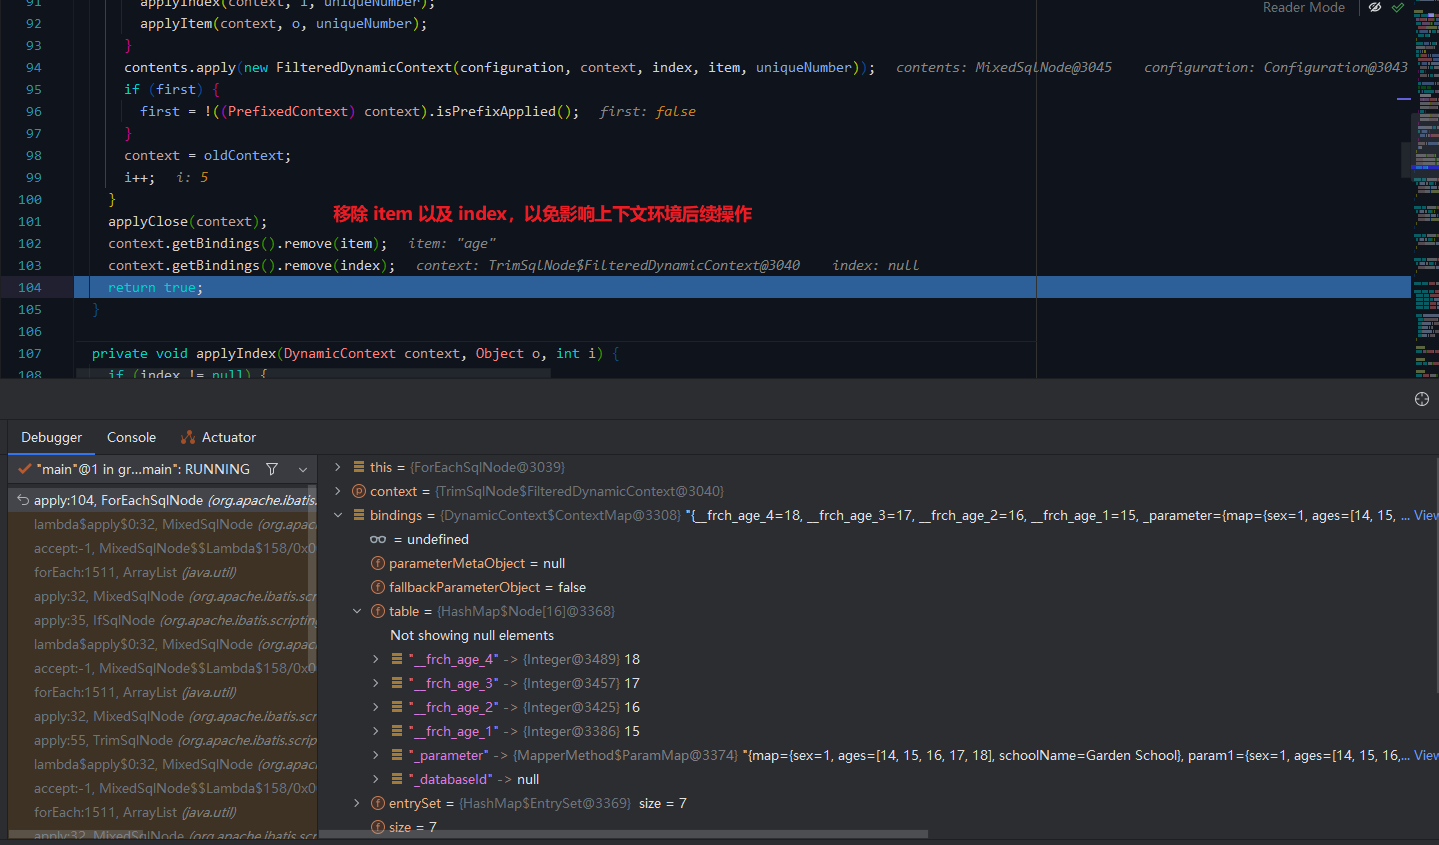 91 applyIndex(context, i, uniqueNumber);
Reader Mode
92 applyItem(context, o, uniqueNumber);
93 }
94 contents.apply(new FilteredDynamicContext(configuration, context, index, item, uniqueNumber)); contents: MixedSqlNode@3045 configuration: Configuration@3043
95 if (first) {
96 first = !((PrefixedContext) context).isPrefixApplied(); first: false
97 }
98 context = oldContext;
99 i++; i: 5
100 }
101 applyClose(context);
移除 item 以及 index，以免影响上下文环境后续操作
102 context.getBindings().remove(item); item: "age"
103 context.getBindings().remove(index); context: TrimSqlNode$FilteredDynamicContext@3040 index: null
104 return true;
105 }
106
107 private void applyIndex(DynamicContext context, Object o, int i) {
108 if (index != null) {
Debugger Console Actuator
"main"@1 in gr...main": RUNNING
apply:104, ForEachSqlNode (org.apache.ibatis.
lambda$apply$0:32, MixedSqlNode (org.apac
accept:-1, MixedSqlNode$$Lambda$158/0x0
forEach:1511, ArrayList (java.util)
apply:32, MixedSqlNode (org.apache.ibatis.scr
apply:35, IfSqlNode (org.apache.ibatis.scripting
lambda$apply$0:32, MixedSqlNode (org.apac
accept:-1, MixedSqlNode$$Lambda$158/0x0
forEach:1511, ArrayList (java.util)
apply:32, MixedSqlNode (org.apache.ibatis.scr
apply:55, TrimSqlNode (org.apache.ibatis.scrip
lambda$apply$0:32, MixedSqlNode (org.apac
accept:-1, MixedSqlNode$$Lambda$158/0x0
forEach:1511, ArrayList (java.util)
apply:32, MixedSqlNode (org.apache.ibatis.scr
this = {ForEachSqlNode@3039}
context = {TrimSqlNode$FilteredDynamicContext@3040}
bindings = {DynamicContext$ContextMap@3308} "{__frch_age_4=18, __frch_age_3=17, __frch_age_2=16, __frch_age_1=15, _parameter={map={sex=1, ages=[14, 15, ... View
= undefined
parameterMetaObject = null
fallbackParameterObject = false
table = {HashMap$Node[16]@3368}
Not showing null elements
"__frch_age_4" -> {Integer@3489} 18
"__frch_age_3" -> {Integer@3457} 17
"__frch_age_2" -> {Integer@3425} 16
"__frch_age_1" -> {Integer@3386} 15
"_parameter" -> {MapperMethod$ParamMap@3374} "{map={sex=1, ages=[14, 15, 16, 17, 18], schoolName=Garden School}, param1={sex=1, ages=[14, 15, 16,... View
"_databaseId" -> null
entrySet = {HashMap$EntrySet@3369} size = 7
size = 7